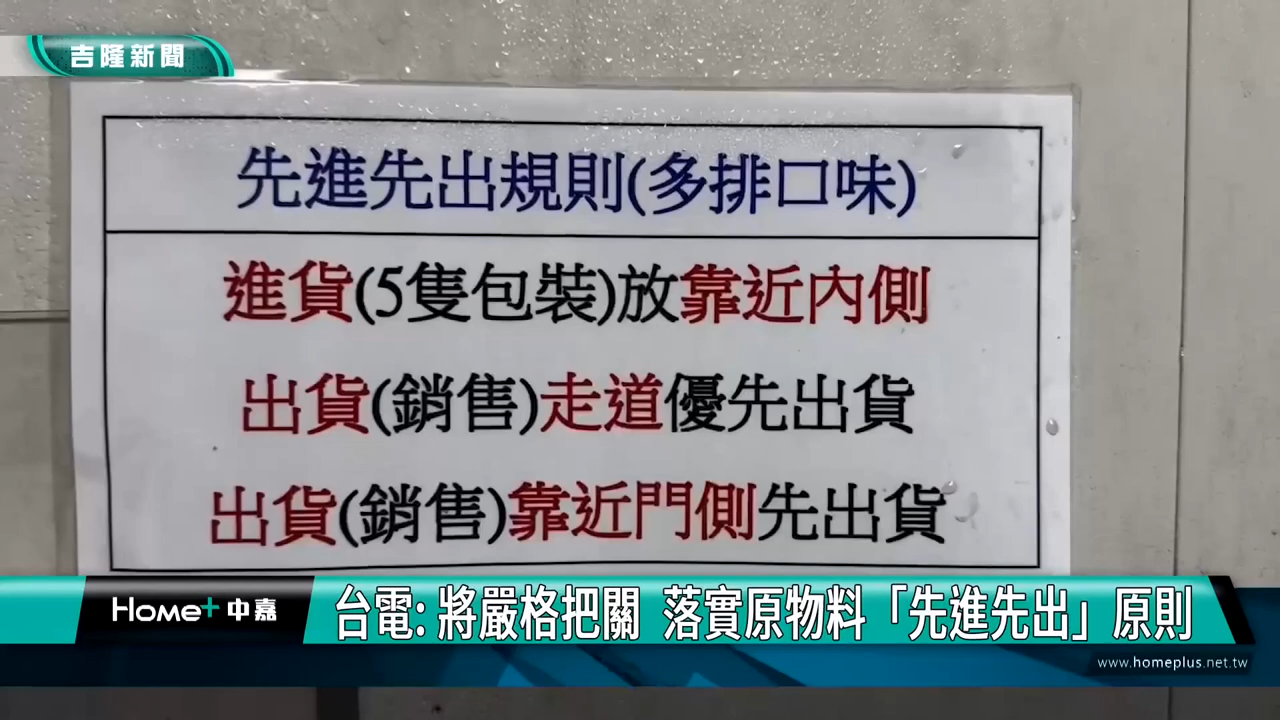 吉隆新聞
先進先出規則(多排口味)
進貨(5隻包裝)放靠近內側
出貨(銷售)走道優先出貨
出貨(銷售)靠近門側先出貨
Home+中嘉
台電:將嚴格把關 落實原物料「先進先出」原則
www.homeplus.net.tw